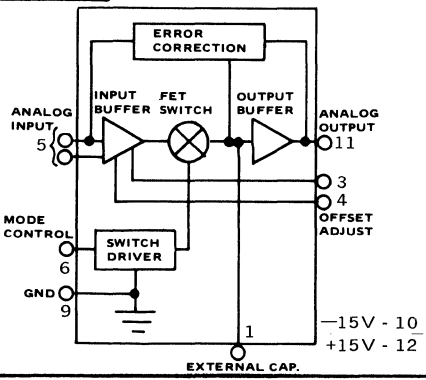 ERROR
CORRECTION
INPUT
BUFFER
FET
SWITCH
OUTPUT
BUFFER
ANALOG
INPUT
5
ANALOG
OUTPUT
11
3
4
OFFSET
ADJUST
MODE
CONTROL
6
SWITCH
DRIVER
GND
9
1
EXTERNAL CAP.
—15V - 10
+15V - 12